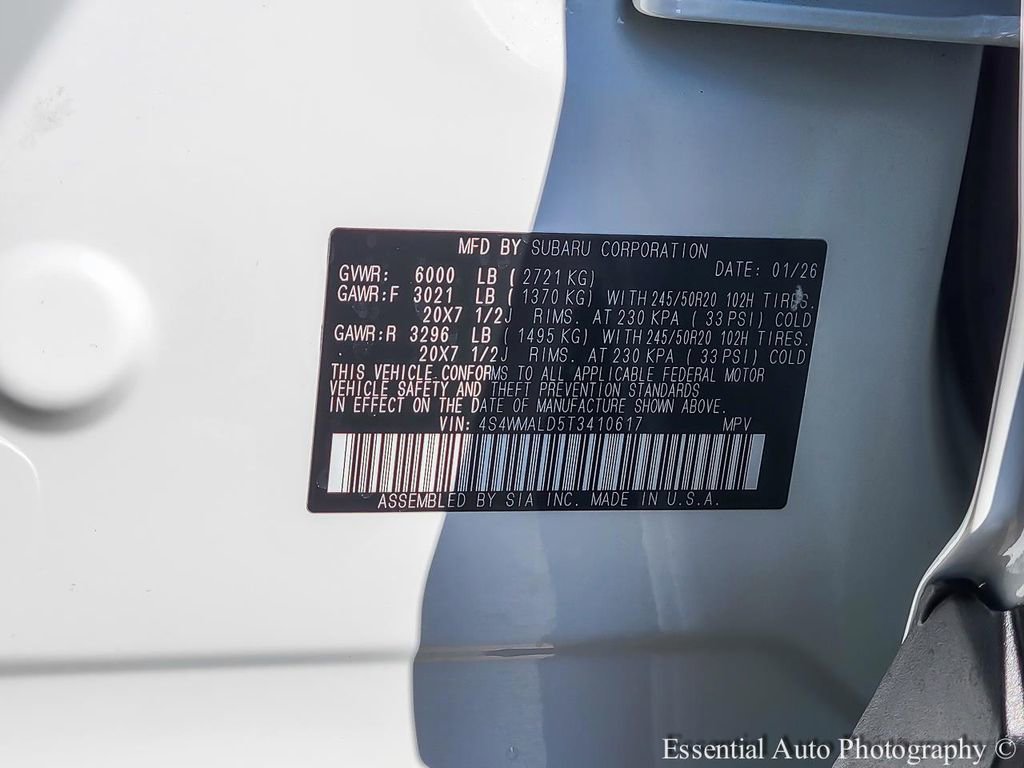 MFD BY SUBARU CORPORATION
DATE: 01/26
GVWR: 6000 LB ( 2721 KG)
GAWR:F 3021 LB ( 1370 KG) WITH 245/50R20 102H TIRES.
20X7 1/2J RIMS. AT 230 KPA ( 33 PSI) COLD
GAWR:R 3296 LB ( 1495 KG) WITH 245/50R20 102H TIRES.
20X7 1/2J RIMS. AT 230 KPA ( 33 PSI) COLD
THIS VEHICLE CONFORMS TO ALL APPLICABLE FEDERAL MOTOR
VEHICLE SAFETY AND THEFT PREVENTION STANDARDS
IN EFFECT ON THE DATE OF MANUFACTURE SHOWN ABOVE.
VIN: 4S4WMALD5T3410617 MPV
ASSEMBLED BY SIA INC. MADE IN U.S.A.
Essential Auto Photography ©